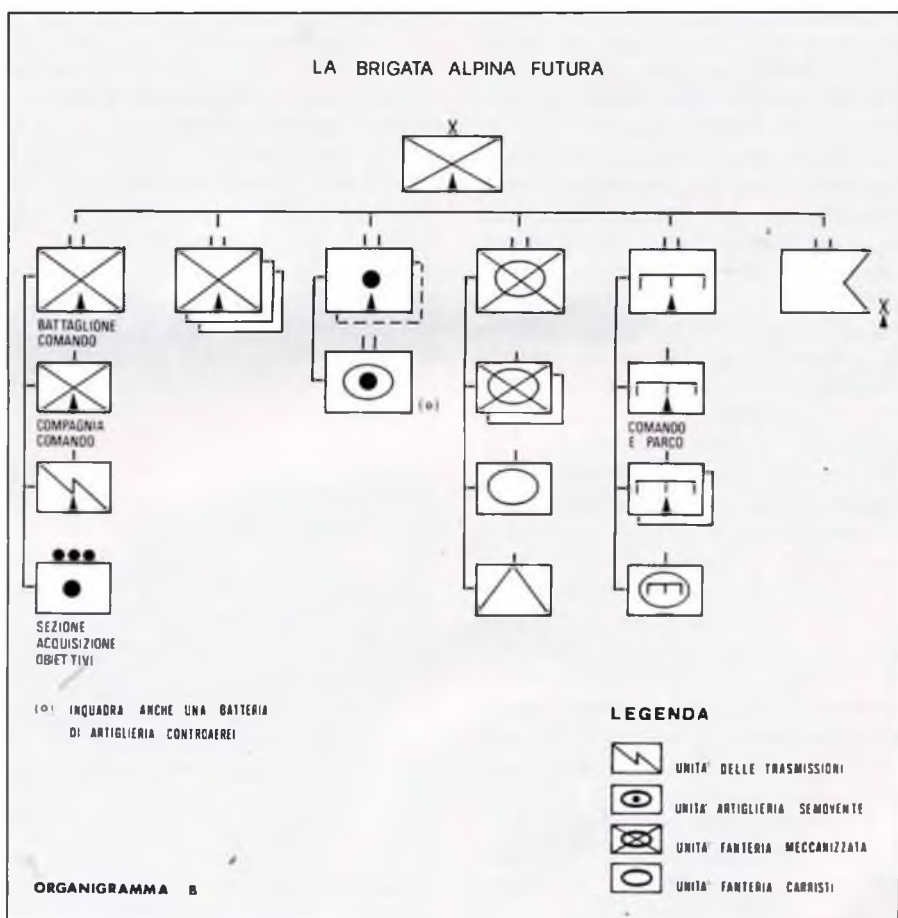 LA BRIGATA ALPINA FUTURA
X
BATTAGLIONE
COMANDO
X
COMPAGNIA
COMANDO
(o)
COMANDO
E PARCO
SEZIONE
ACQUISIZIONE
OBIETTIVI
(o) INQUADRA ANCHE UNA BATTERIA
DI ARTIGLIERIA CONTROAEREI
LEGENDA
UNITA' DELLE TRASMISSIONI
UNITA' ARTIGLIERIA SEMOVENTE
UNITA' FANTERIA MECCANIZZATA
UNITA' FANTERIA CARRISTI
ORGANIGRAMMA B